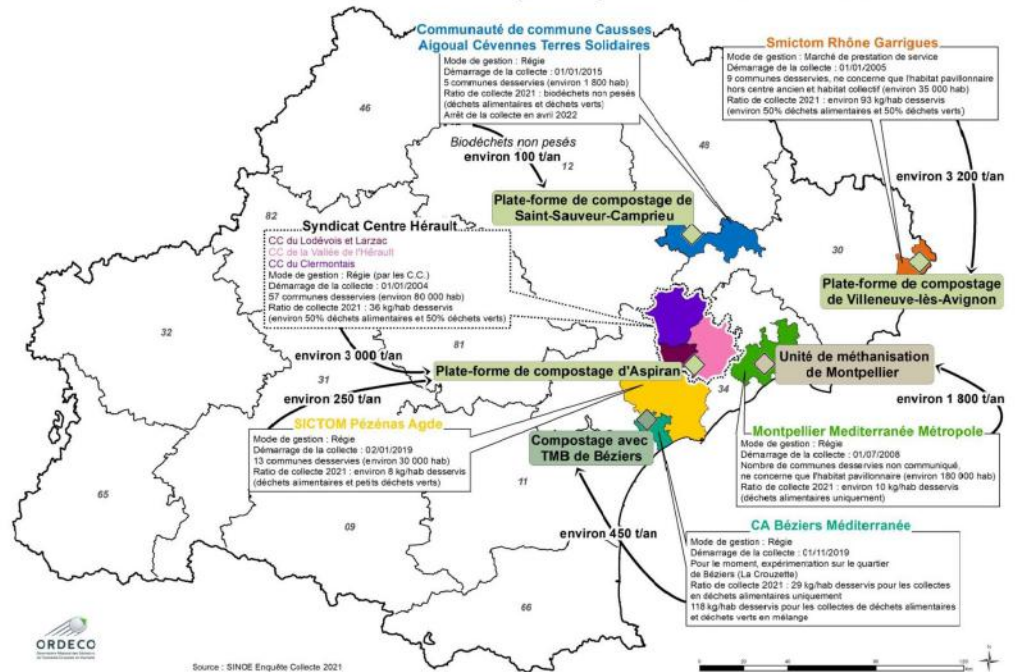 Communauté de commune Causses
Aigoual Cévennes Terres Solidaires
Mode de gestion : Régie
Démarrage de la collecte : 01/01/2015
5 communes desservies (environ 1 800 hab)
Ratio de collecte 2021 : biodéchets non pesés
(déchets alimentaires et déchets verts)
Arrêt de la collecte en avril 2022
Smictom Rhône Garrigues
Mode de gestion : Marché de prestation de service
Démarrage de la collecte : 01/01/2005
9 communes desservies, ne concerne que l'habitat pavillonnaire
hors centre ancien et habitat collectif (environ 35 000 hab)
Ratio de collecte 2021 : environ 93 kg/hab desservis
(environ 50% déchets alimentaires et 50% déchets verts)
46
Biodéchets non pesés
environ 100 t/an
12
48
environ 3 200 t/an
Plate-forme de compostage de
Saint-Sauveur-Camprieu
82
30
Plate-forme de compostage
de Villeneuve-lès-Avignon
Syndicat Centre Hérault
CC du Lodévois et Larzac
CC de la Vallée de l'Hérault
CC du Clermontais
Mode de gestion : Régie (par les C.C.)
Démarrage de la collecte : 01/01/2004
57 communes desservies (environ 80 000 hab)
Ratio de collecte 2021 : 36 kg/hab desservis
(environ 50% déchets alimentaires et 50% déchets verts)
32
81
environ 3 000 t/an
31
environ 250 t/an
Plate-forme de compostage d'Aspiran
34
Unité de méthanisation
de Montpellier
environ 1 800 t/an
SICTOM Pézénas Agde
Mode de gestion : Régie
Démarrage de la collecte : 02/01/2019
13 communes desservies (environ 30 000 hab)
Ratio de collecte 2021 : environ 8 kg/hab desservis
(déchets alimentaires et petits déchets verts)
Compostage avec
TMB de Béziers
Montpellier Mediterranée Métropole
Mode de gestion : Régie
Démarrage de la collecte : 01/07/2008
Nombre de communes desservies non communiqué,
ne concerne que l'habitat pavillonnaire (environ 180 900 hab)
Ratio de collecte 2021 : environ 10 kg/hab desservis
(déchets alimentaires uniquement)
65
09
11
environ 450 t/an
CA Béziers Méditerranée
Mode de gestion : Régie
Démarrage de la collecte : 01/11/2019
Pour le moment, expérimentation sur le quartier
de Béziers (La Crouzette)
Ratio de collecte 2021 : 29 kg/hab desservis pour les collectes
en déchets alimentaires uniquement
118 kg/hab desservis pour les collectes de déchets alimentaires
et déchets verts en mélange
66
ORDECO
Source : SINOE Enquête Collecte 2021